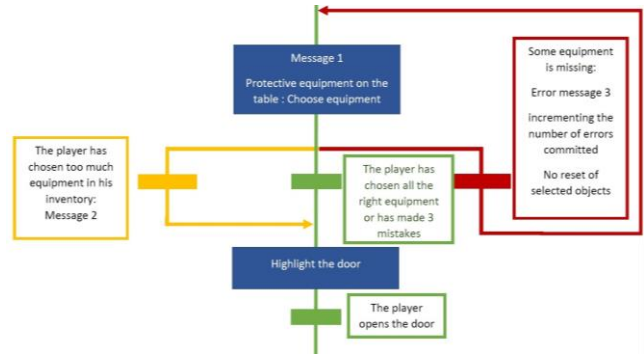 Message 1
Protective equipment on the
table : Choose equipment
Some equipment
is missing:
Error message 3
incrementing the
number of errors
committed
No reset of
selected objects
The player has
chosen too much
equipment in his
inventory:
Message 2
The player has
chosen all the
right equipment
or has made 3
mistakes
Highlight the door
The player
opens the door